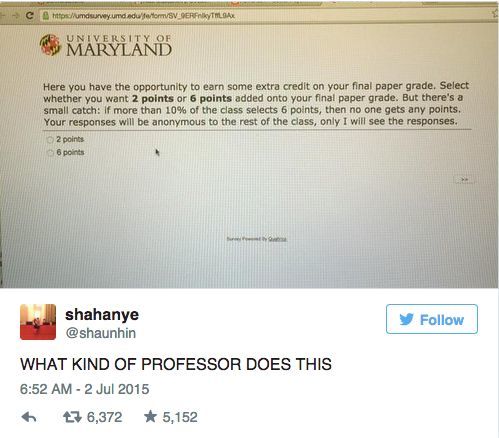 https://umdsurvey.umd.edu/jfe/form/SV_9ERFnlkyTffL9Ax
UNIVERSITY OF
MARYLAND
Here you have the opportunity to earn some extra credit on your final paper grade. Select
whether you want 2 points or 6 points added onto your final paper grade. But there's a
small catch: if more than 10% of the class selects 6 points, then no one gets any points.
Your responses will be anonymous to the rest of the class, only I will see the responses.
2 points
6 points
>>
Survey Powered By Qualtrics
shahanye
@shaunhin
Follow
WHAT KIND OF PROFESSOR DOES THIS
6:52 AM - 2 Jul 2015
6,372
5,152